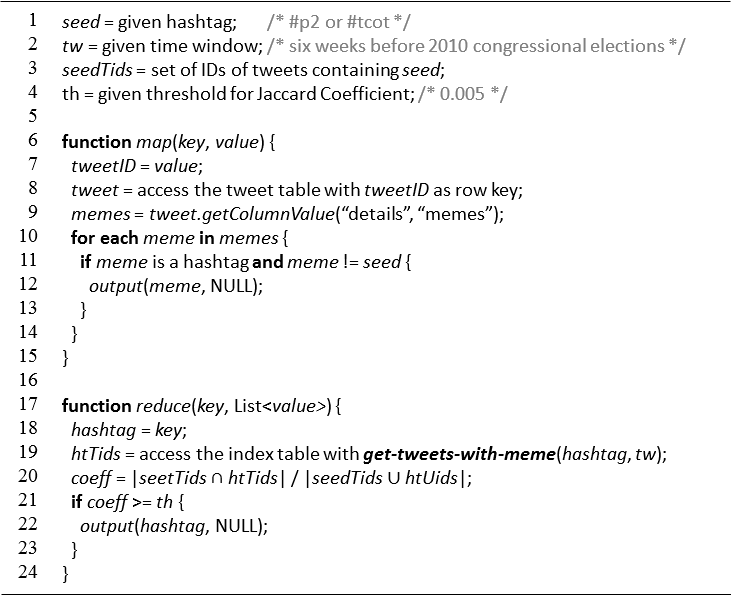 1 seed = given hashtag; /* #p2 or #tcot */
2 tw = given time window; /* six weeks before 2010 congressional elections */
3 seedTids = set of IDs of tweets containing seed;
4 th = given threshold for Jaccard Coefficient; /* 0.005 */
5
6 function map(key, value) {
7 tweetID = value;
8 tweet = access the tweet table with tweetID as row key;
9 memes = tweet.getColumnValue(“details”, “memes”);
10 for each meme in memes {
11 if meme is a hashtag and meme != seed {
12 output(meme, NULL);
13 }
14 }
15 }
16
17 function reduce(key, List<value>) {
18 hashtag = key;
19 htTids = access the index table with get-tweets-with-meme(hashtag, tw);
20 coeff = |seetTids ∩ htTids| / |seedTids ∪ htUids|;
21 if coeff >= th {
22 output(hashtag, NULL);
23 }
24 }